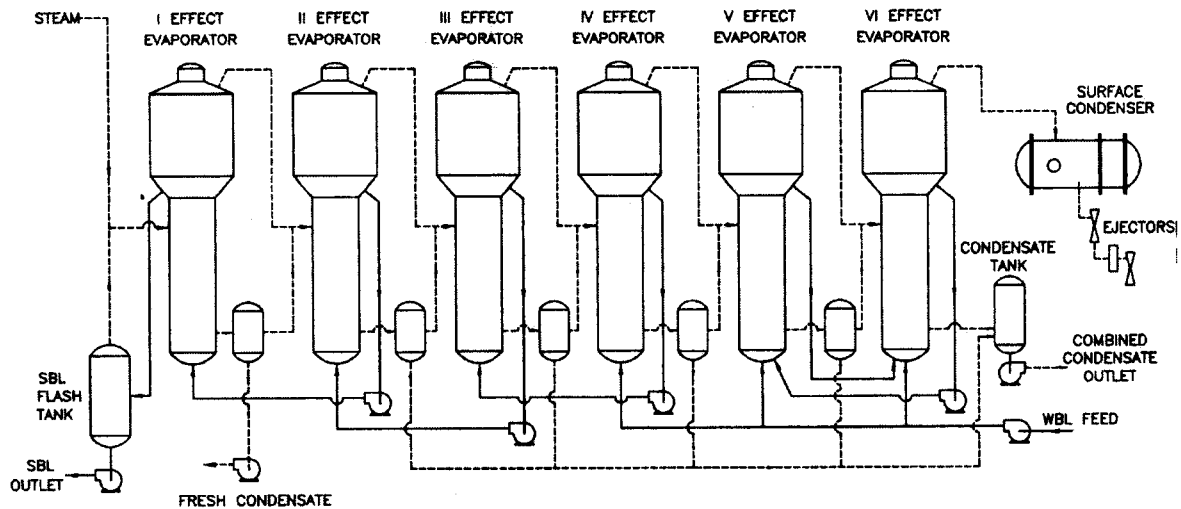 STEAM
I EFFECT
EVAPORATOR
II EFFECT
EVAPORATOR
III EFFECT
EVAPORATOR
IV EFFECT
EVAPORATOR
V EFFECT
EVAPORATOR
VI EFFECT
EVAPORATOR
SURFACE
CONDENSER
EJECTORS
CONDENSATE
TANK
COMBINED
CONDENSATE
OUTLET
SBL
FLASH
TANK
WBL FEED
SBL
OUTLET
FRESH CONDENSATE